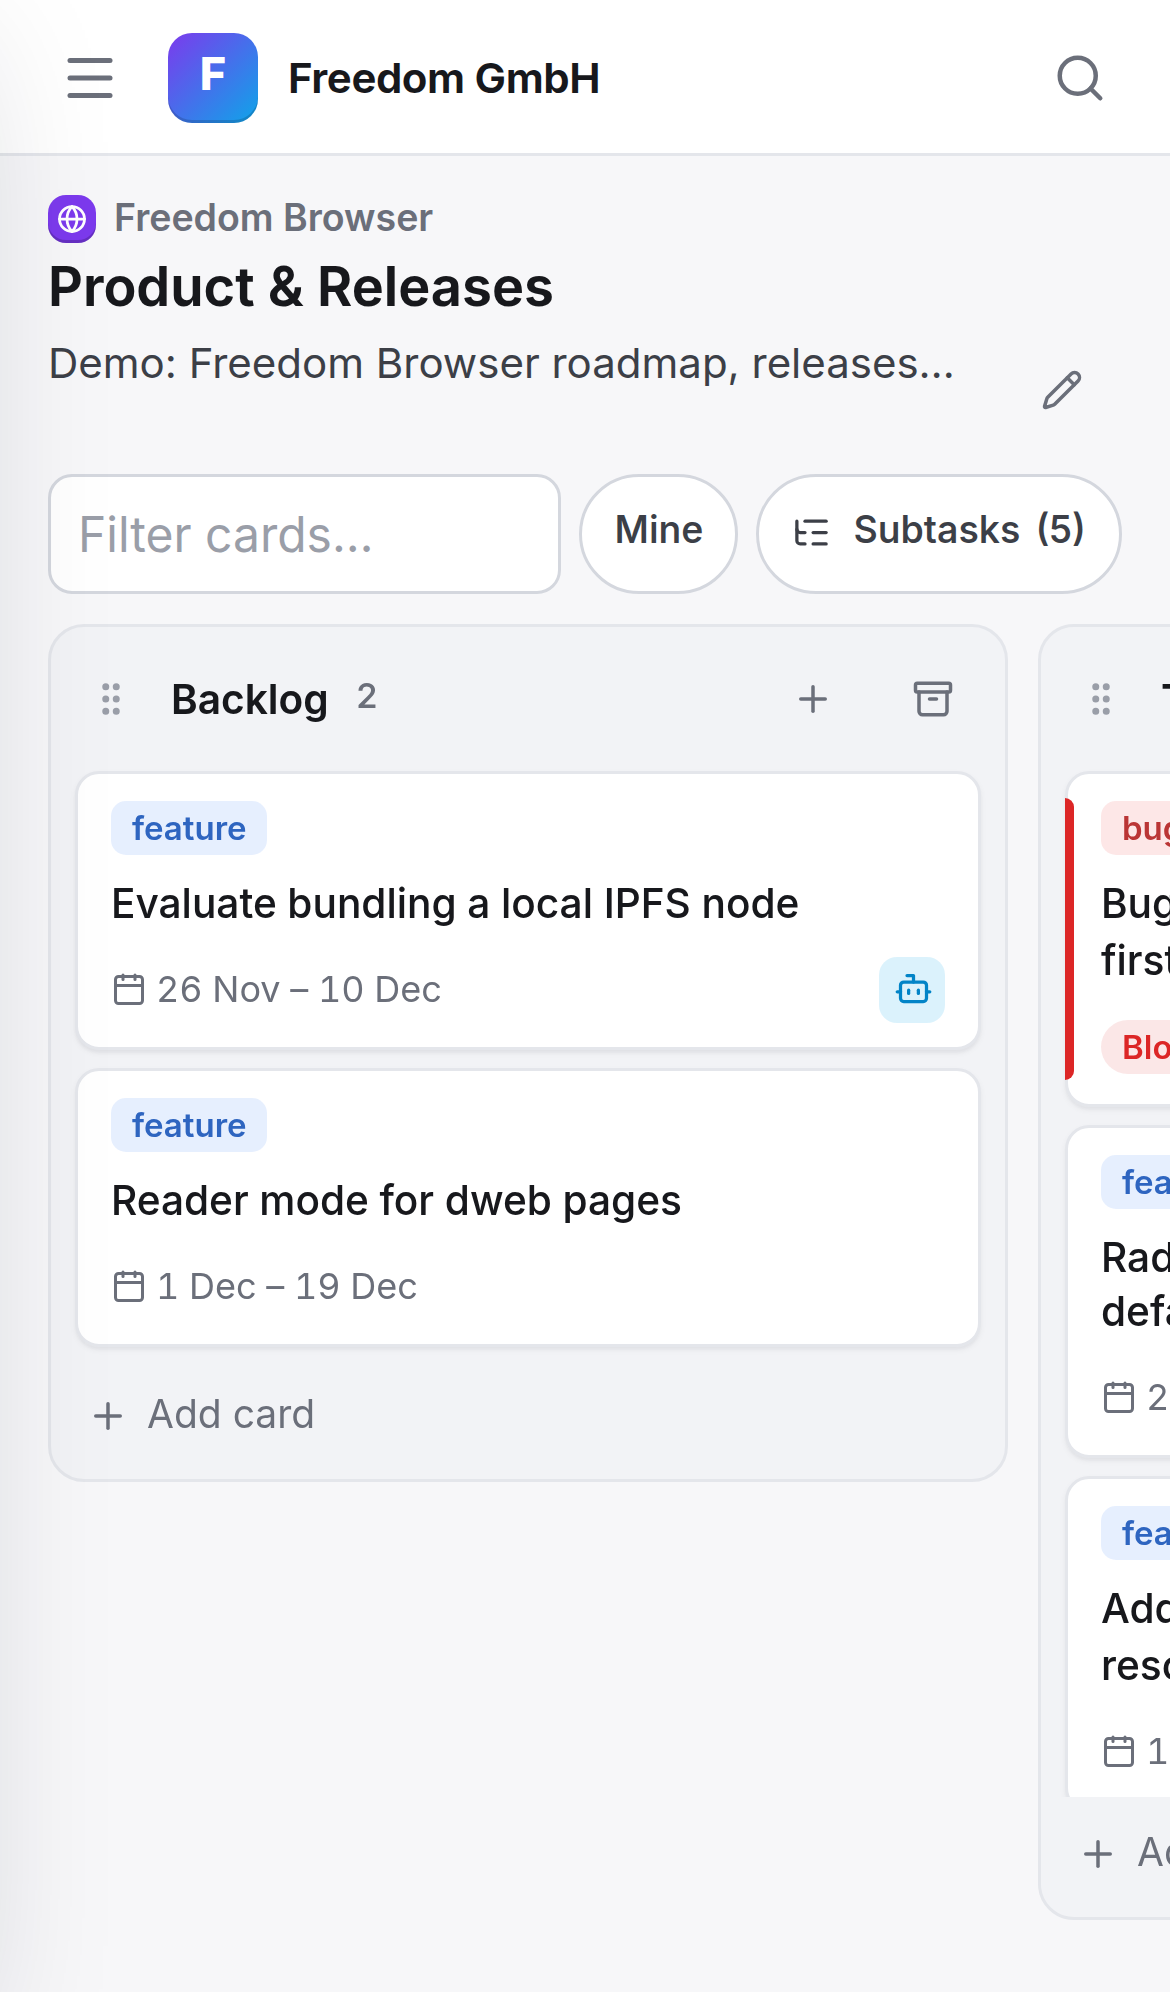 F
Freedom GmbH
Freedom Browser
Product & Releases
Demo: Freedom Browser roadmap, releases...
Filter cards...
Mine
Subtasks (5)
Backlog 2
feature
Evaluate bundling a local IPFS node
26 Nov – 10 Dec
feature
Reader mode for dweb pages
1 Dec – 19 Dec
Add card
Bug
first